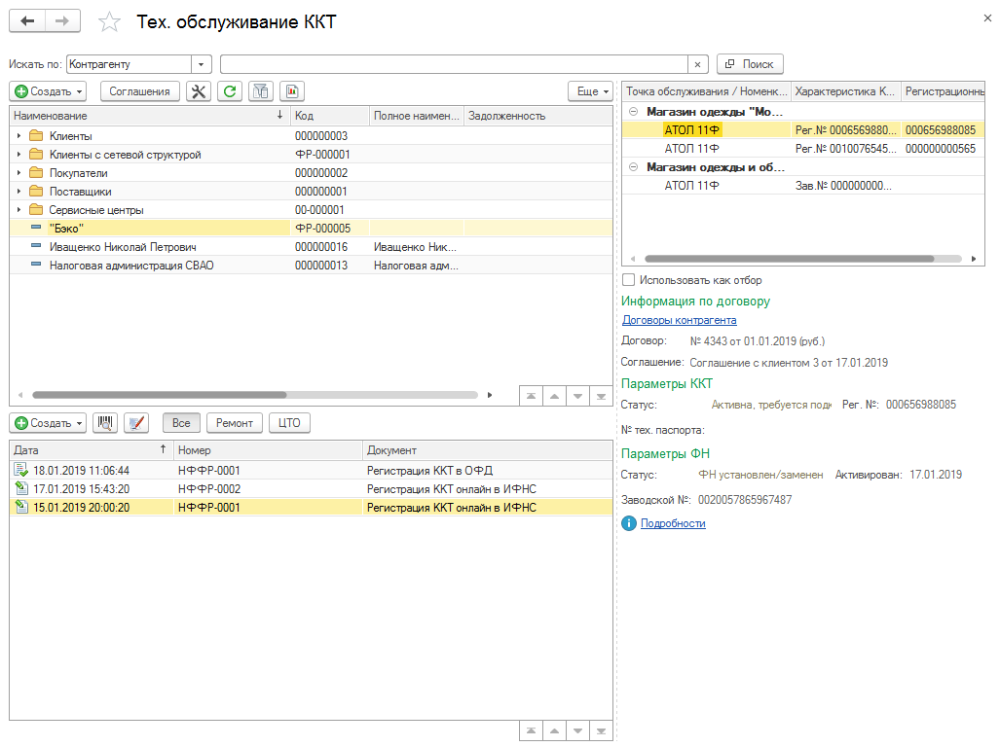 Тех. обслуживание ККТ
Искать по: Контрагенту Поиск
Создать Соглашения Еще
Наименование Код Полное наимен... Задолженность
Клиенты 000000003
Клиенты с сетевой структурой ФР-000001
Покупатели 000000002
Поставщики 000000001
Сервисные центры 00-000001
"Бэко" ФР-000005
Иващенко Николай Петрович 000000016 Иващенко Ник...
Налоговая администрация СВАО 000000013 Налоговая адм...
Создать Все Ремонт ЦТО
Дата Номер Документ
18.01.2019 11:06:44 НФФР-0001 Регистрация ККТ в ОФД
17.01.2019 15:43:20 НФФР-0002 Регистрация ККТ онлайн в ИФНС
15.01.2019 20:00:20 НФФР-0001 Регистрация ККТ онлайн в ИФНС
Точка обслуживания / Номенк... Характеристика К... Регистрационны
Магазин одежды "Мо...
АТОЛ 11Ф Рег.№ 0006569880... 000656988085
АТОЛ 11Ф Рег.№ 0010076545... 000000000565
Магазин одежды и об...
АТОЛ 11Ф Зав.№ 000000000...
Использовать как отбор
Информация по договору
Договоры контрагента
Договор: № 4343 от 01.01.2019 (руб.)
Соглашение: Соглашение с клиентом 3 от 17.01.2019
Параметры ККТ
Статус: Активна, требуется подк Рег. №: 000656988085
№ тех. паспорта:
Параметры ФН
Статус: ФН установлен/заменен Активирован: 17.01.2019
Заводской №: 0020057865967487
Подробности